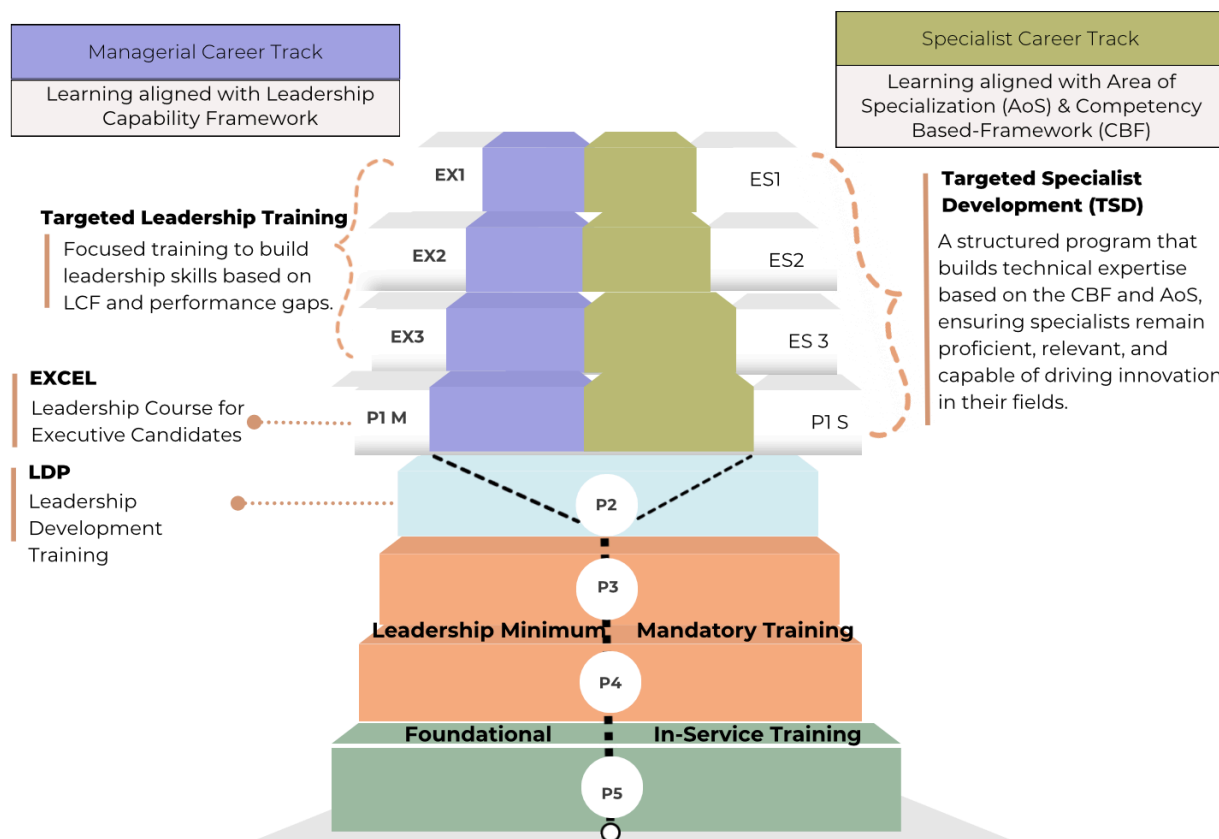 Managerial Career Track
Learning aligned with Leadership
Capability Framework
Specialist Career Track
Learning aligned with Area of
Specialization (AoS) & Competency
Based-Framework (CBF)
Targeted Leadership Training
Focused training to build
leadership skills based on
LCF and performance gaps.
EXCEL
Leadership Course for
Executive Candidates
LDP
Leadership
Development
Training
EX1
ES1
EX2
ES2
EX3
ES 3
P1 M
P1 S
Targeted Specialist
Development (TSD)
A structured program that
builds technical expertise
based on the CBF and AoS,
ensuring specialists remain
proficient, relevant, and
capable of driving innovation
in their fields.
P2
P3
Leadership Minimum Mandatory Training
P4
Foundational In-Service Training
P5